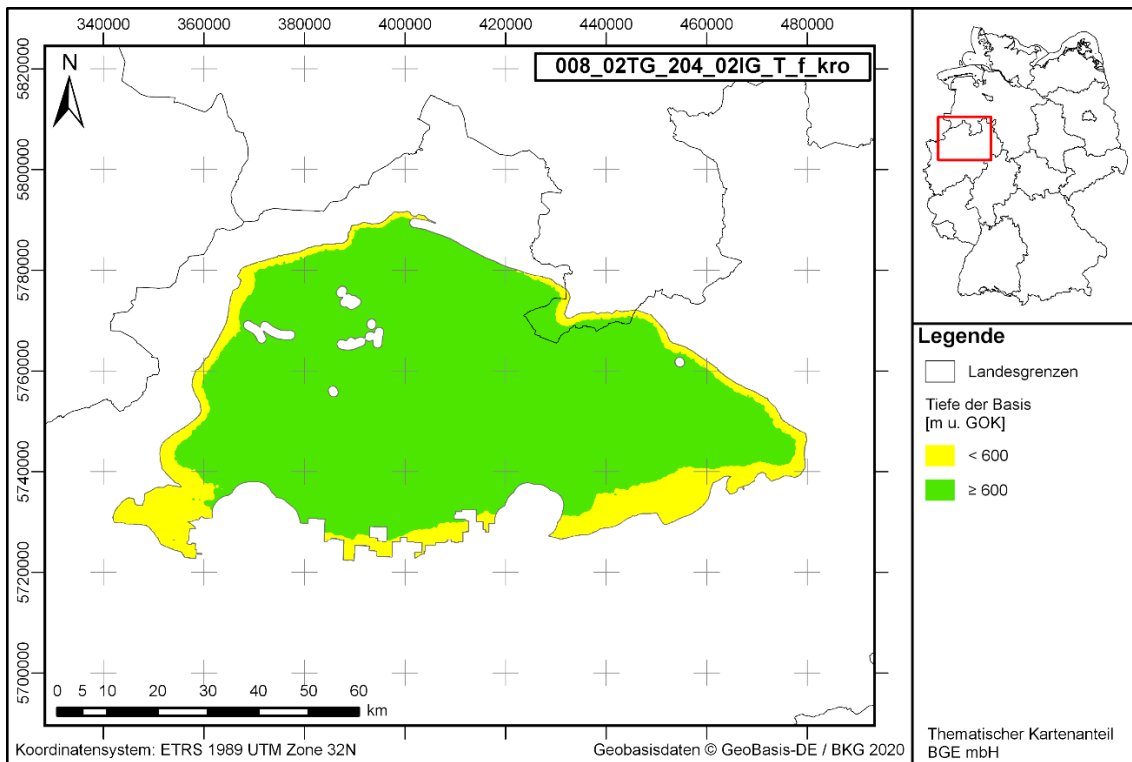 340000 360000 380000 400000 420000 440000 460000 480000
5820000
5800000
5780000
5760000
5740000
5720000
5700000
N
008_02TG_204_02IG_T_f_kro
0 5 10 20 30 40 50 60
km
Koordinatensystem: ETRS 1989 UTM Zone 32N
Geobasisdaten © GeoBasis-DE / BKG 2020
Legende
Landesgrenzen
Tiefe der Basis
[m u. GOK]
< 600
≥ 600
Thematischer Kartenanteil
BGE mbH